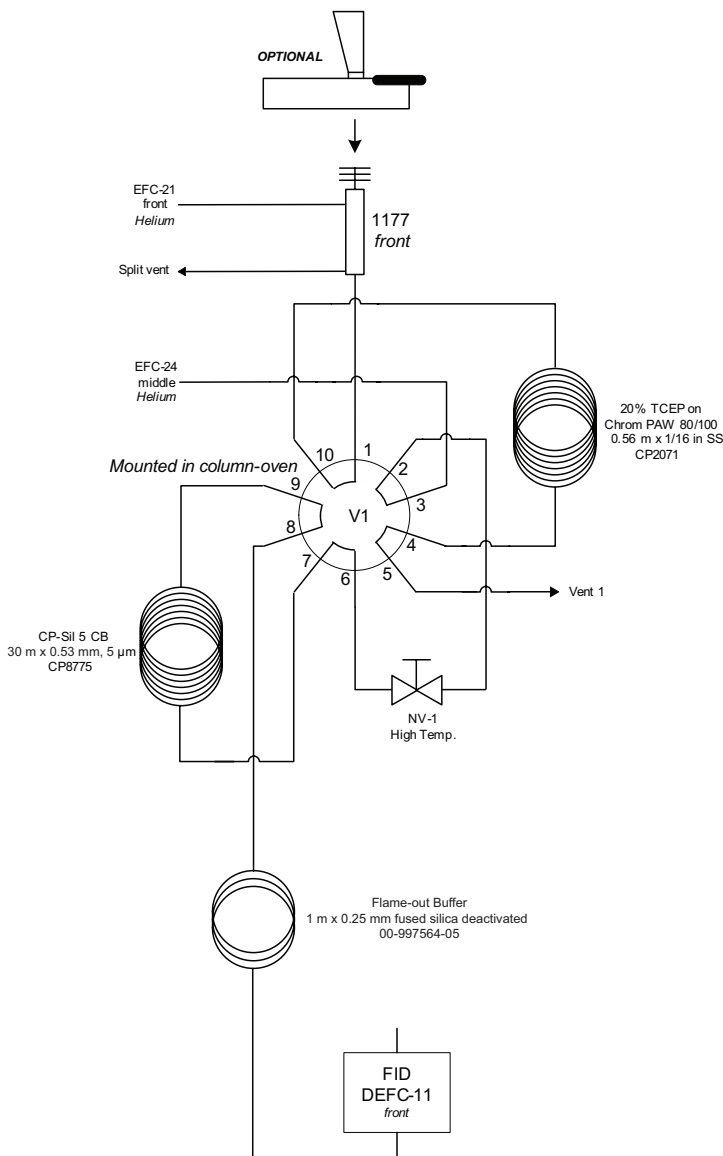 OPTIONAL
EFC-21
front
Helium
1177
front
Split vent
EFC-24
middle
Helium
20% TCEP on
Chrom PAW 80/100
0.56 m x 1/16 in SS
CP2071
Mounted in column-oven
10
1
2
9
3
V1
8
4
7
6
5
Vent 1
CP-Sil 5 CB
30 m x 0.53 mm, 5 μm
CP8775
NV-1
High Temp.
Flame-out Buffer
1 m x 0.25 mm fused silica deactivated
00-997564-05
FID
DEFC-11
front